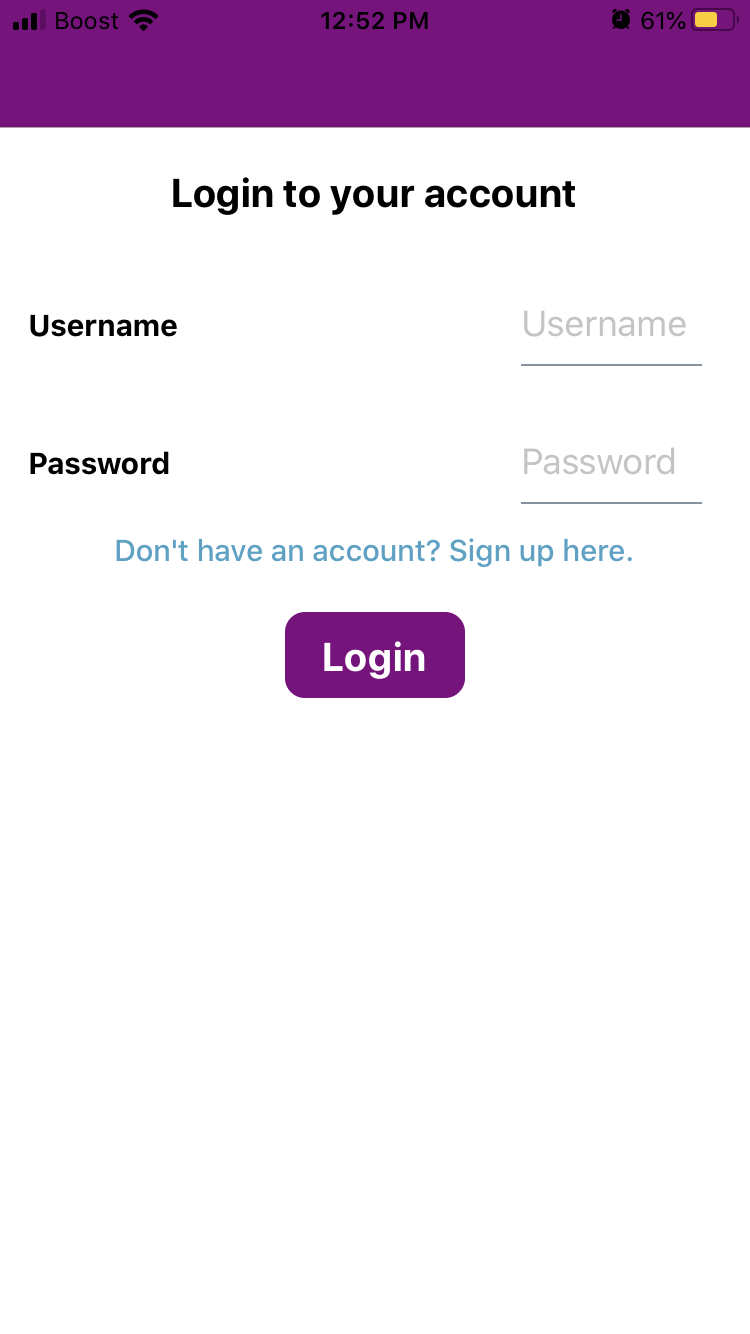 Boost 12:52 PM 61%
Login to your account
Username Username
Password Password
Don't have an account? Sign up here.
Login